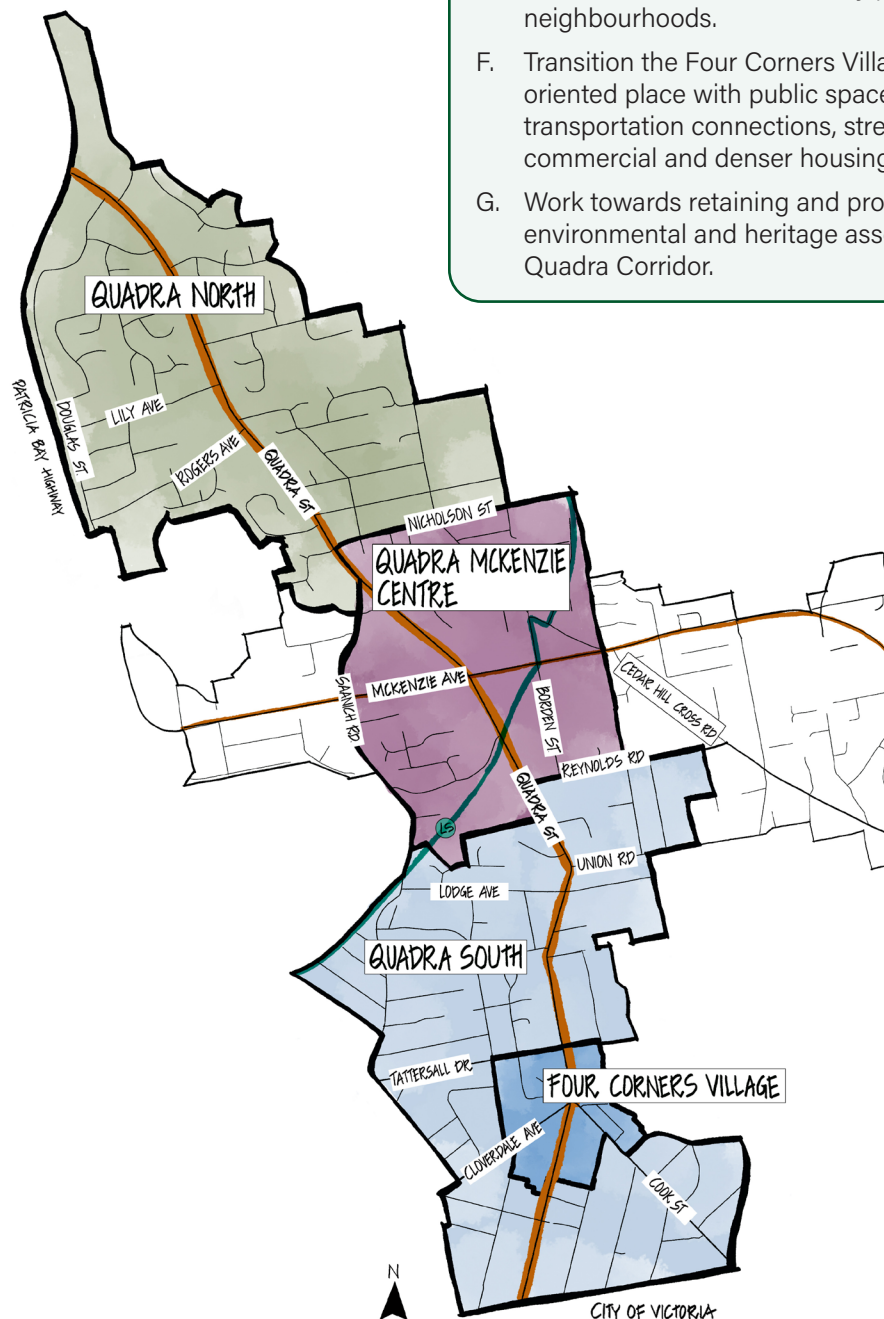 neighbourhoods.
F. Transition the Four Corners Villa
oriented place with public space
transportation connections, stre
commercial and denser housing
G. Work towards retaining and pro
environmental and heritage ass
Quadra Corridor.
QUADRA NORTH
PATRICIA BAY HIGHWAY
DOUGLAS ST.
LILY AVE
ROGERS AVE
QUADRA ST
NICHOLSON ST
QUADRA MCKENZIE
CENTRE
SAANICH RD
MCKENZIE AVE
BORDEN ST
CEDAR HILL CROSS RD
REYNOLDS RD
QUADRA ST
LS
UNION RD
LODGE AVE
QUADRA SOUTH
TATTERSALL DR
FOUR CORNERS VILLAGE
CLOVERDALE AVE
COOK ST
N
CITY OF VICTORIA